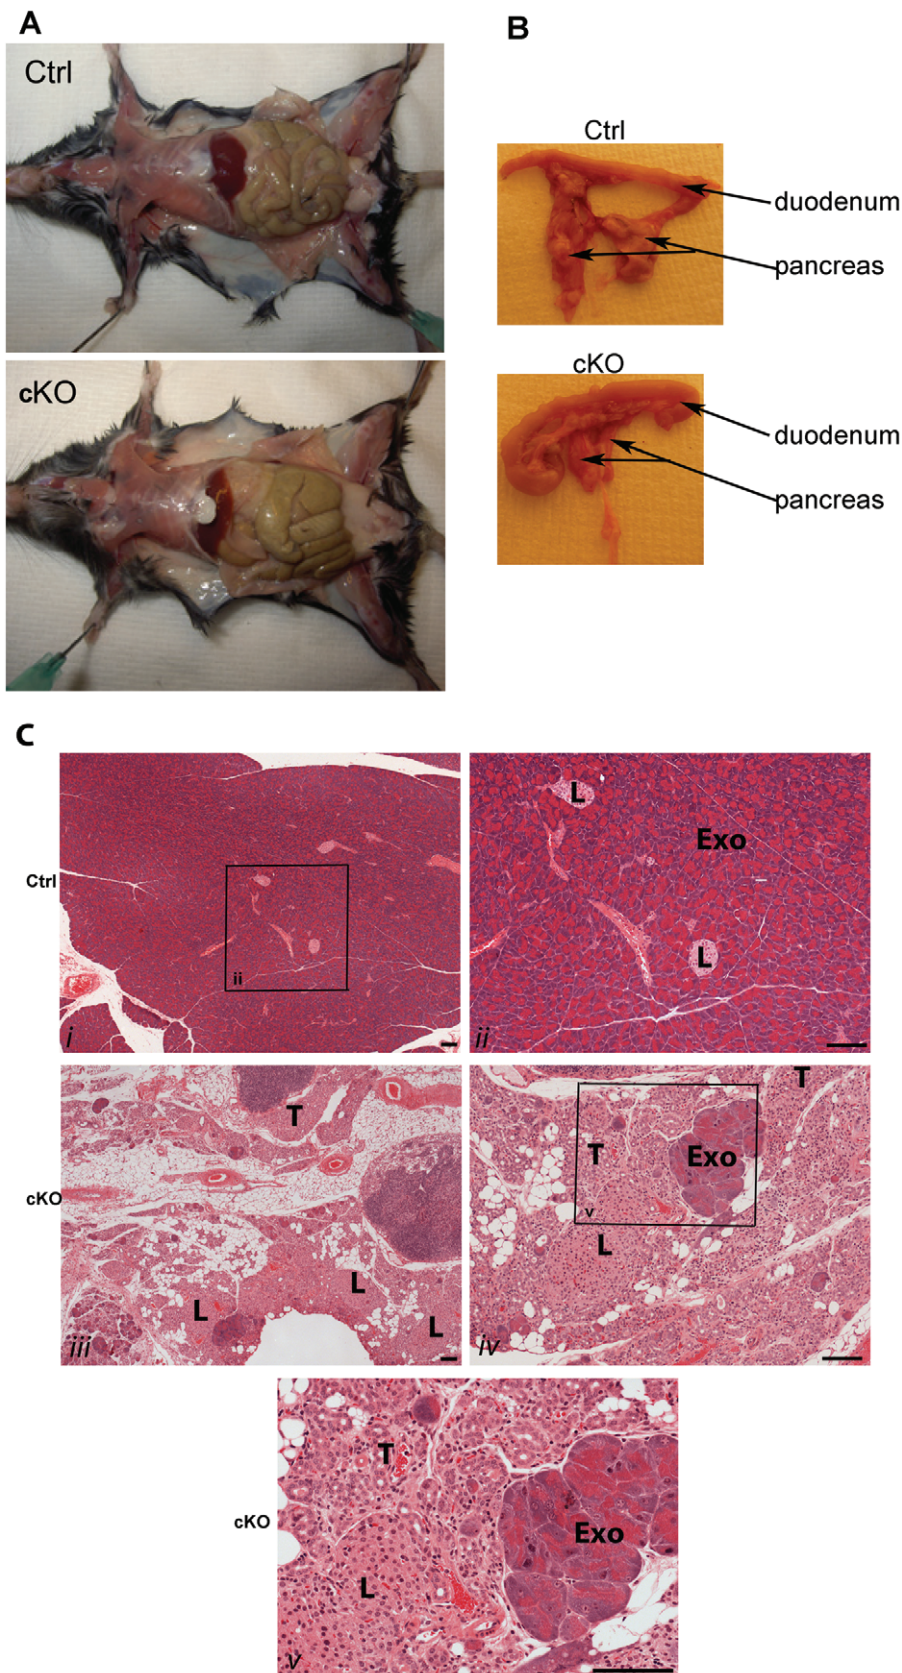 A
Ctrl
cKO
B
Ctrl
duodenum
pancreas
cKO
duodenum
pancreas
C
Ctrl
ii
i
L
Exo
L
ii
cKO
T
L
L
L
iii
T
T
Exo
v
L
iv
cKO
T
Exo
L
v